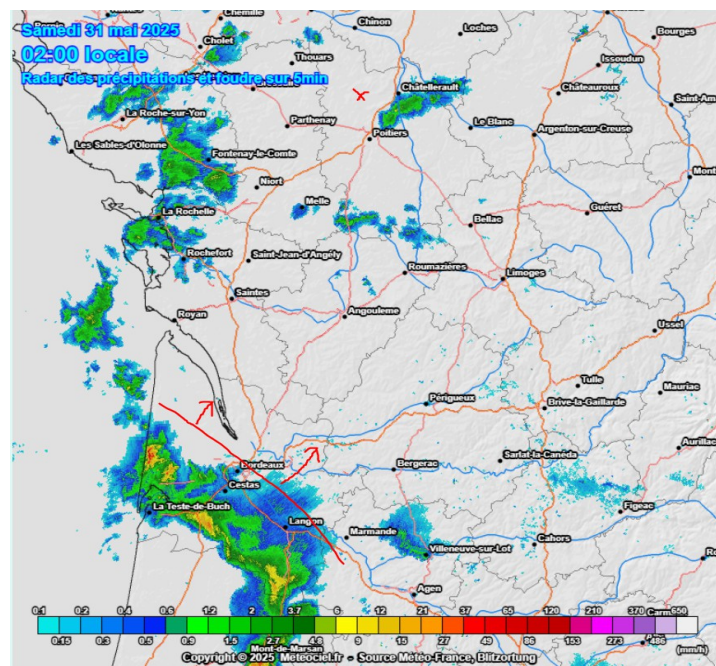 Chemillé
Chinon
Loches
Bourges
Samedi 31 mai 2025
Cholet
Thouars
Issoudun
02:00 locale
Radar des précipitations et foudre sur 5min
Châtellerault
Châteauroux
Saint-Am
La Roche-sur-Yon
Parthenay
Poitiers
Le Blanc
Argenton-sur-Creuse
Les Sables-d'Olonne
Fontenay-le-Comte
Niort
Mont
Melle
La Rochelle
Bellac
Guéret
Rochefort
Saint-Jean-d'Angély
Roumazières
Limoges
Saintes
Royan
Angouleme
Ussel
Tulle
Mauriac
Périgueux
Brive-la-Gaillarde
Aurillac
Bordeaux
Bergerac
Sarlat-la-Canéda
Cestas
La Teste-de-Buch
Langon
Marmande
Figeac
Cahors
Villeneuve-sur-Lot
Ro
Agen
0.1 0.4 0.6 1.2 2 3.7 6 12 21 37 65 120 210 370 650
Carm
0.15 0.3 0.5 0.9 1.5 2.7 4.8 9 15 27 49 86 153 273 486 (mm/h)
Mont-de-Marsan
Copyright © 2025 Meteociel.fr - Source Meteo-France, Blitzortung